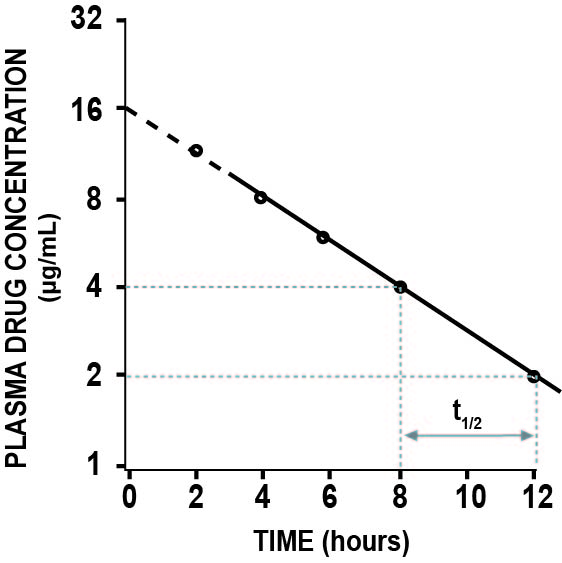 PLASMA DRUG CONCENTRATION
(µg/mL)
32
16
8
4
2
1
t1/2
0 2 4 6 8 10 12
TIME (hours)